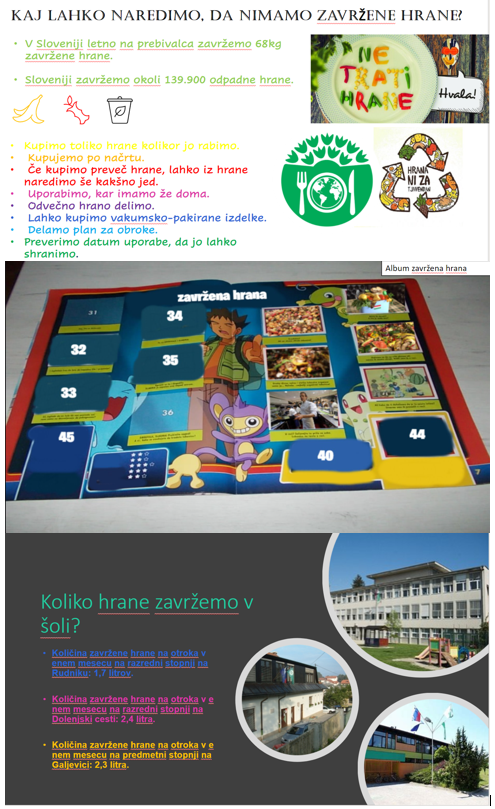 KAJ LAHKO NAREDIMO, DA NIMAMO ZAVRŽENE HRANE?
• V Sloveniji letno na prebivalca zavržemo 68kg
zavržene hrane.
• Sloveniji zavržemo okoli 139.900 odpadne hrane.
NE
TRATI
HRANE
Hvala!
• Kupimo toliko hrane kolikor jo rabimo.
• Kupujemo po načrtu.
• Če kupimo preveč hrane, lahko iz hrane
naredimo še kakšno jed.
• Uporabimo, kar imamo že doma.
• Odvečno hrano delimo.
• Lahko kupimo vakumsko-pakirane izdelke.
• Delamo plan za obroke.
• Preverimo datum uporabe, da jo lahko
shranimo.
HRANA
NI ZA
TJAVENDAN
Album zavržena hrana
zavržena hrana
31
34
32
35
33
36
45
40
44
7
Koliko hrane zavržemo v
šoli?
• Količina zavržene hrane na otroka v
enem mesecu na razredni stopnji na
Rudniku: 1,7 litrov.
• Količina zavržene hrane na otroka v e
nom mesecu na razredni stopnji na
Dolenjski cesti: 2,4 litra.
• Količina zavržene hrane na otroka v e
nem mesecu na predmetni stopnji na
Galjevici: 2,3 litra.